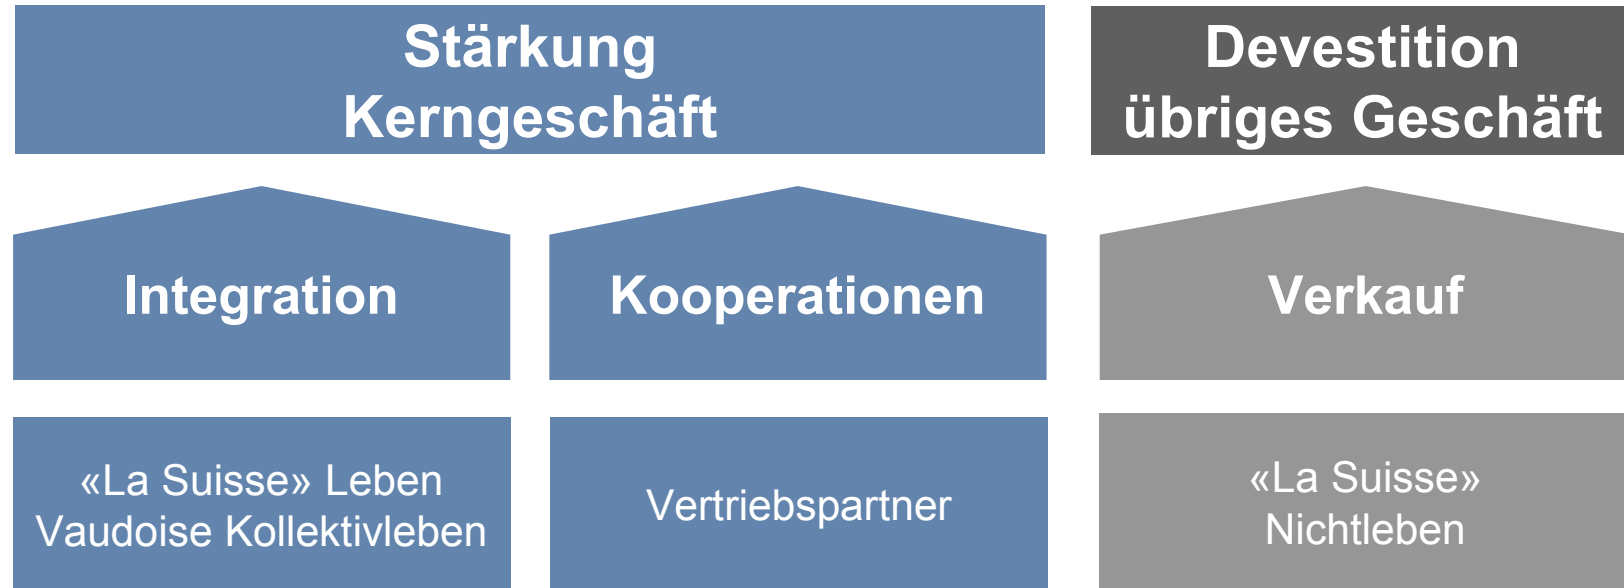 Stärkung
Kerngeschäft
Devestition
übriges Geschäft
Integration
Kooperationen
Verkauf
«La Suisse» Leben
Vaudoise Kollektivleben
Vertriebspartner
«La Suisse»
Nichtleben